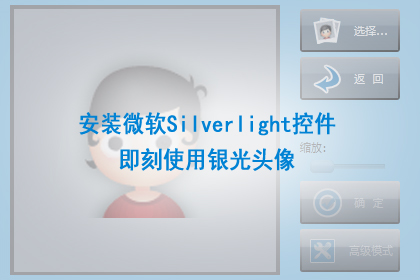 选择...
返 回
安装微软Silverlight控件
即刻使用银光头像
缩放:
确 定
高级模式